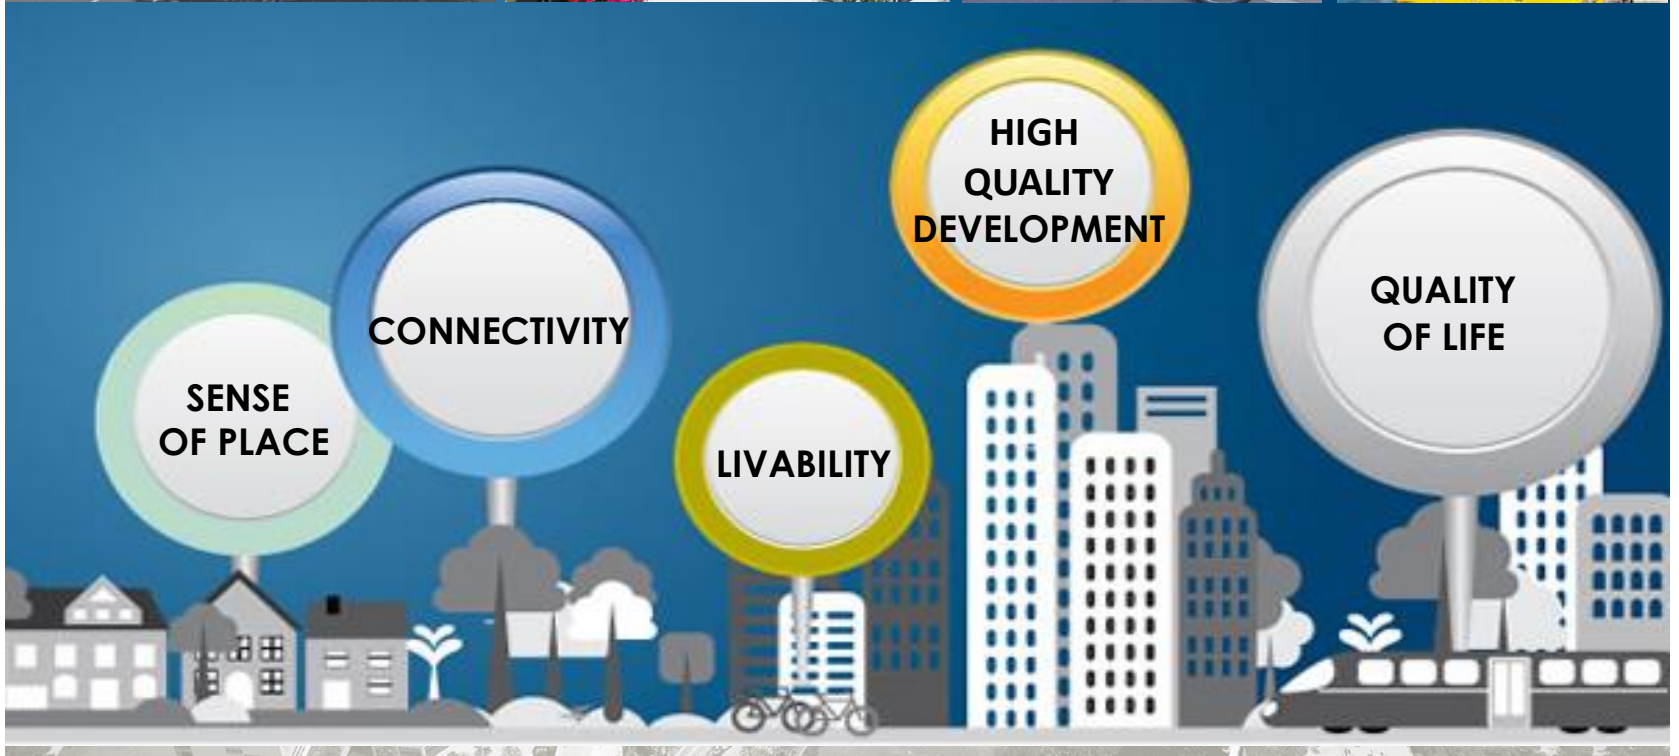 SENSE
OF PLACE
CONNECTIVITY
LIVABILITY
HIGH
QUALITY
DEVELOPMENT
QUALITY
OF LIFE